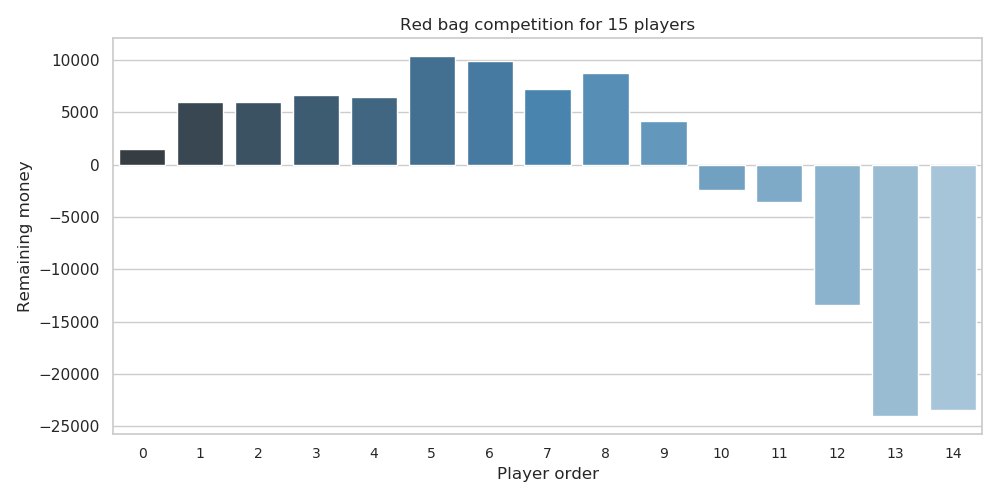 Red bag competition for 15 players
10000
5000
0
−5000
−10000
−15000
−20000
−25000
Remaining money
0 1 2 3 4 5 6 7 8 9 10 11 12 13 14
Player order